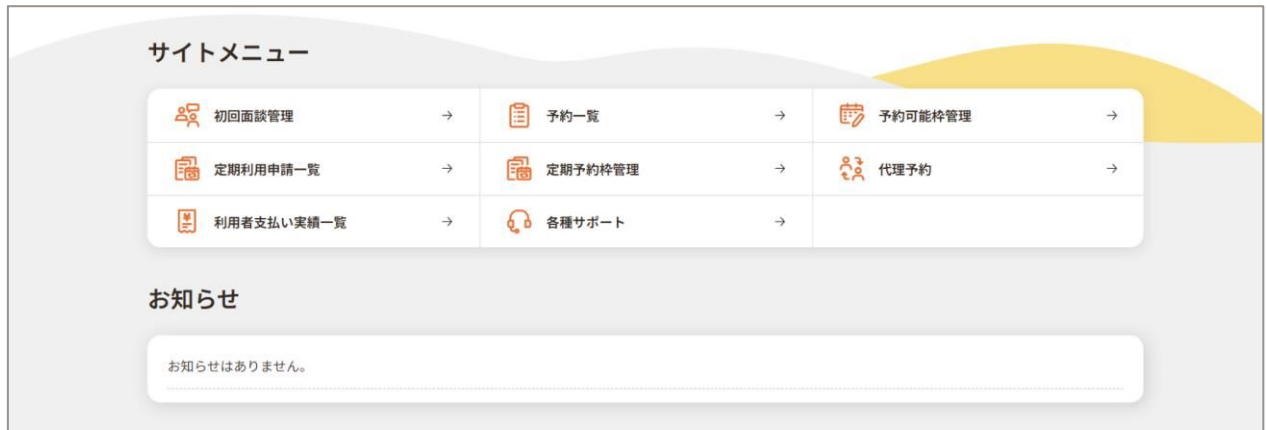 サイトメニュー
初回面談管理 →
予約一覧 →
予約可能枠管理 →
定期利用申請一覧 →
定期予約枠管理 →
代理予約 →
利用者支払い実績一覧 →
各種サポート →
お知らせ
お知らせはありません。